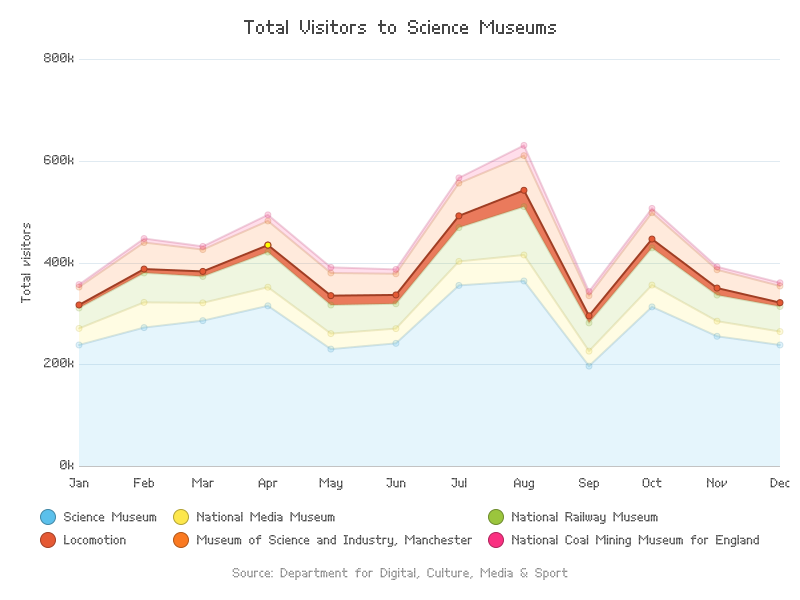 Total Visitors to Science Museums
800k
600k
400k
200k
0k
Total visitors
Jan Feb Mar Apr May Jun Jul Aug Sep Oct Nov Dec
Science Museum National Media Museum National Railway Museum
Locomotion Museum of Science and Industry, Manchester National Coal Mining Museum for England
Source: Department for Digital, Culture, Media & Sport